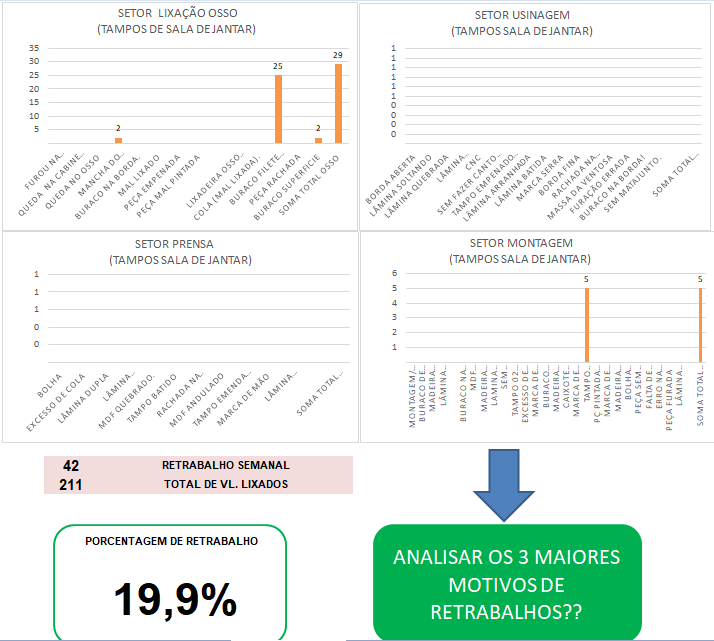 SETOR LIXAÇÃO OSSO
(TAMPOS DE SALA DE JANTAR)
35
30
25
20
15
10
5
2
25
2
29
FUROU NA..
QUEDA NA CABINE..
QUEDA NO OSSO
MANCHA DO..
BURACO NA BORDA..
MAL LIXADO
PEÇA EMPENADA
PEÇA MAL PINTADA
LIXADEIRA OSSO..
COLA (MAL LIXADA).
BURACO FILETE..
PEÇA RACHADA
BURACO SUPERFICIE
SOMA TOTAL OSSO
SETOR USINAGEM
(TAMPOS SALA DE JANTAR)
1
1
1
1
1
0
0
0
0
0
BORDA ABERTA
LÂMINA SOLTANDO
LÂMINA QUEBRADA
LÂMINA..
CNC
SEM FAZER CANTO..
TAMPO EMPENADO..
LÂMINA ARRANHADA
LÂMINA BATIDA
MARCA SERRA
BORDA FINA
RACHADA NA..
MASSA DA VENTOSA
FURAÇÃO ERRADA
BURACO NA BORDA!
SEM MATAJUNTO.
SOMA TOTAL..
SETOR PRENSA
(TAMPOS SALA DE JANTAR)
1
1
1
0
0
BOLHA
EXCESSO DE COLA
LÂMINA DUPLA
LÂMINA..
MDF QUEBRADO.
TAMPO BATIDO
RACHADA NA..
MDF ANDULADO
TAMPO EMENDA..
MARCA DE MÃO
LÂMINA..
SOMA TOTAL..
SETOR MONTAGEM
(TAMPOS SALA DE JANTAR)
6
5
4
3
2
1
5
5
MONTAGEM/..
BURACO DE..
MADEIRA..
LÂMINA..
BURACO NA..
MDF..
MADEIRA..
LAMINA..
SEM..
TAMPO 02..
EXCESSO DE..
MARCA DE..
BURACO..
MADEIRA..
CAIXOTE..
MARCA DE..
TAMPO..
PÇ PINTADA..
MARCA DE..
MADEIRA..
BOLHA..
PEÇA SEM..
FALTA DE..
ERRO NA..
PEÇA FURADA
LÂMINA..
SOMA TOTAL..
42 RETRABALHO SEMANAL
211 TOTAL DE VL. LIXADOS
PORCENTAGEM DE RETRABALHO
19,9%
ANALISAR OS 3 MAIORES
MOTIVOS DE
RETRABALHOS??